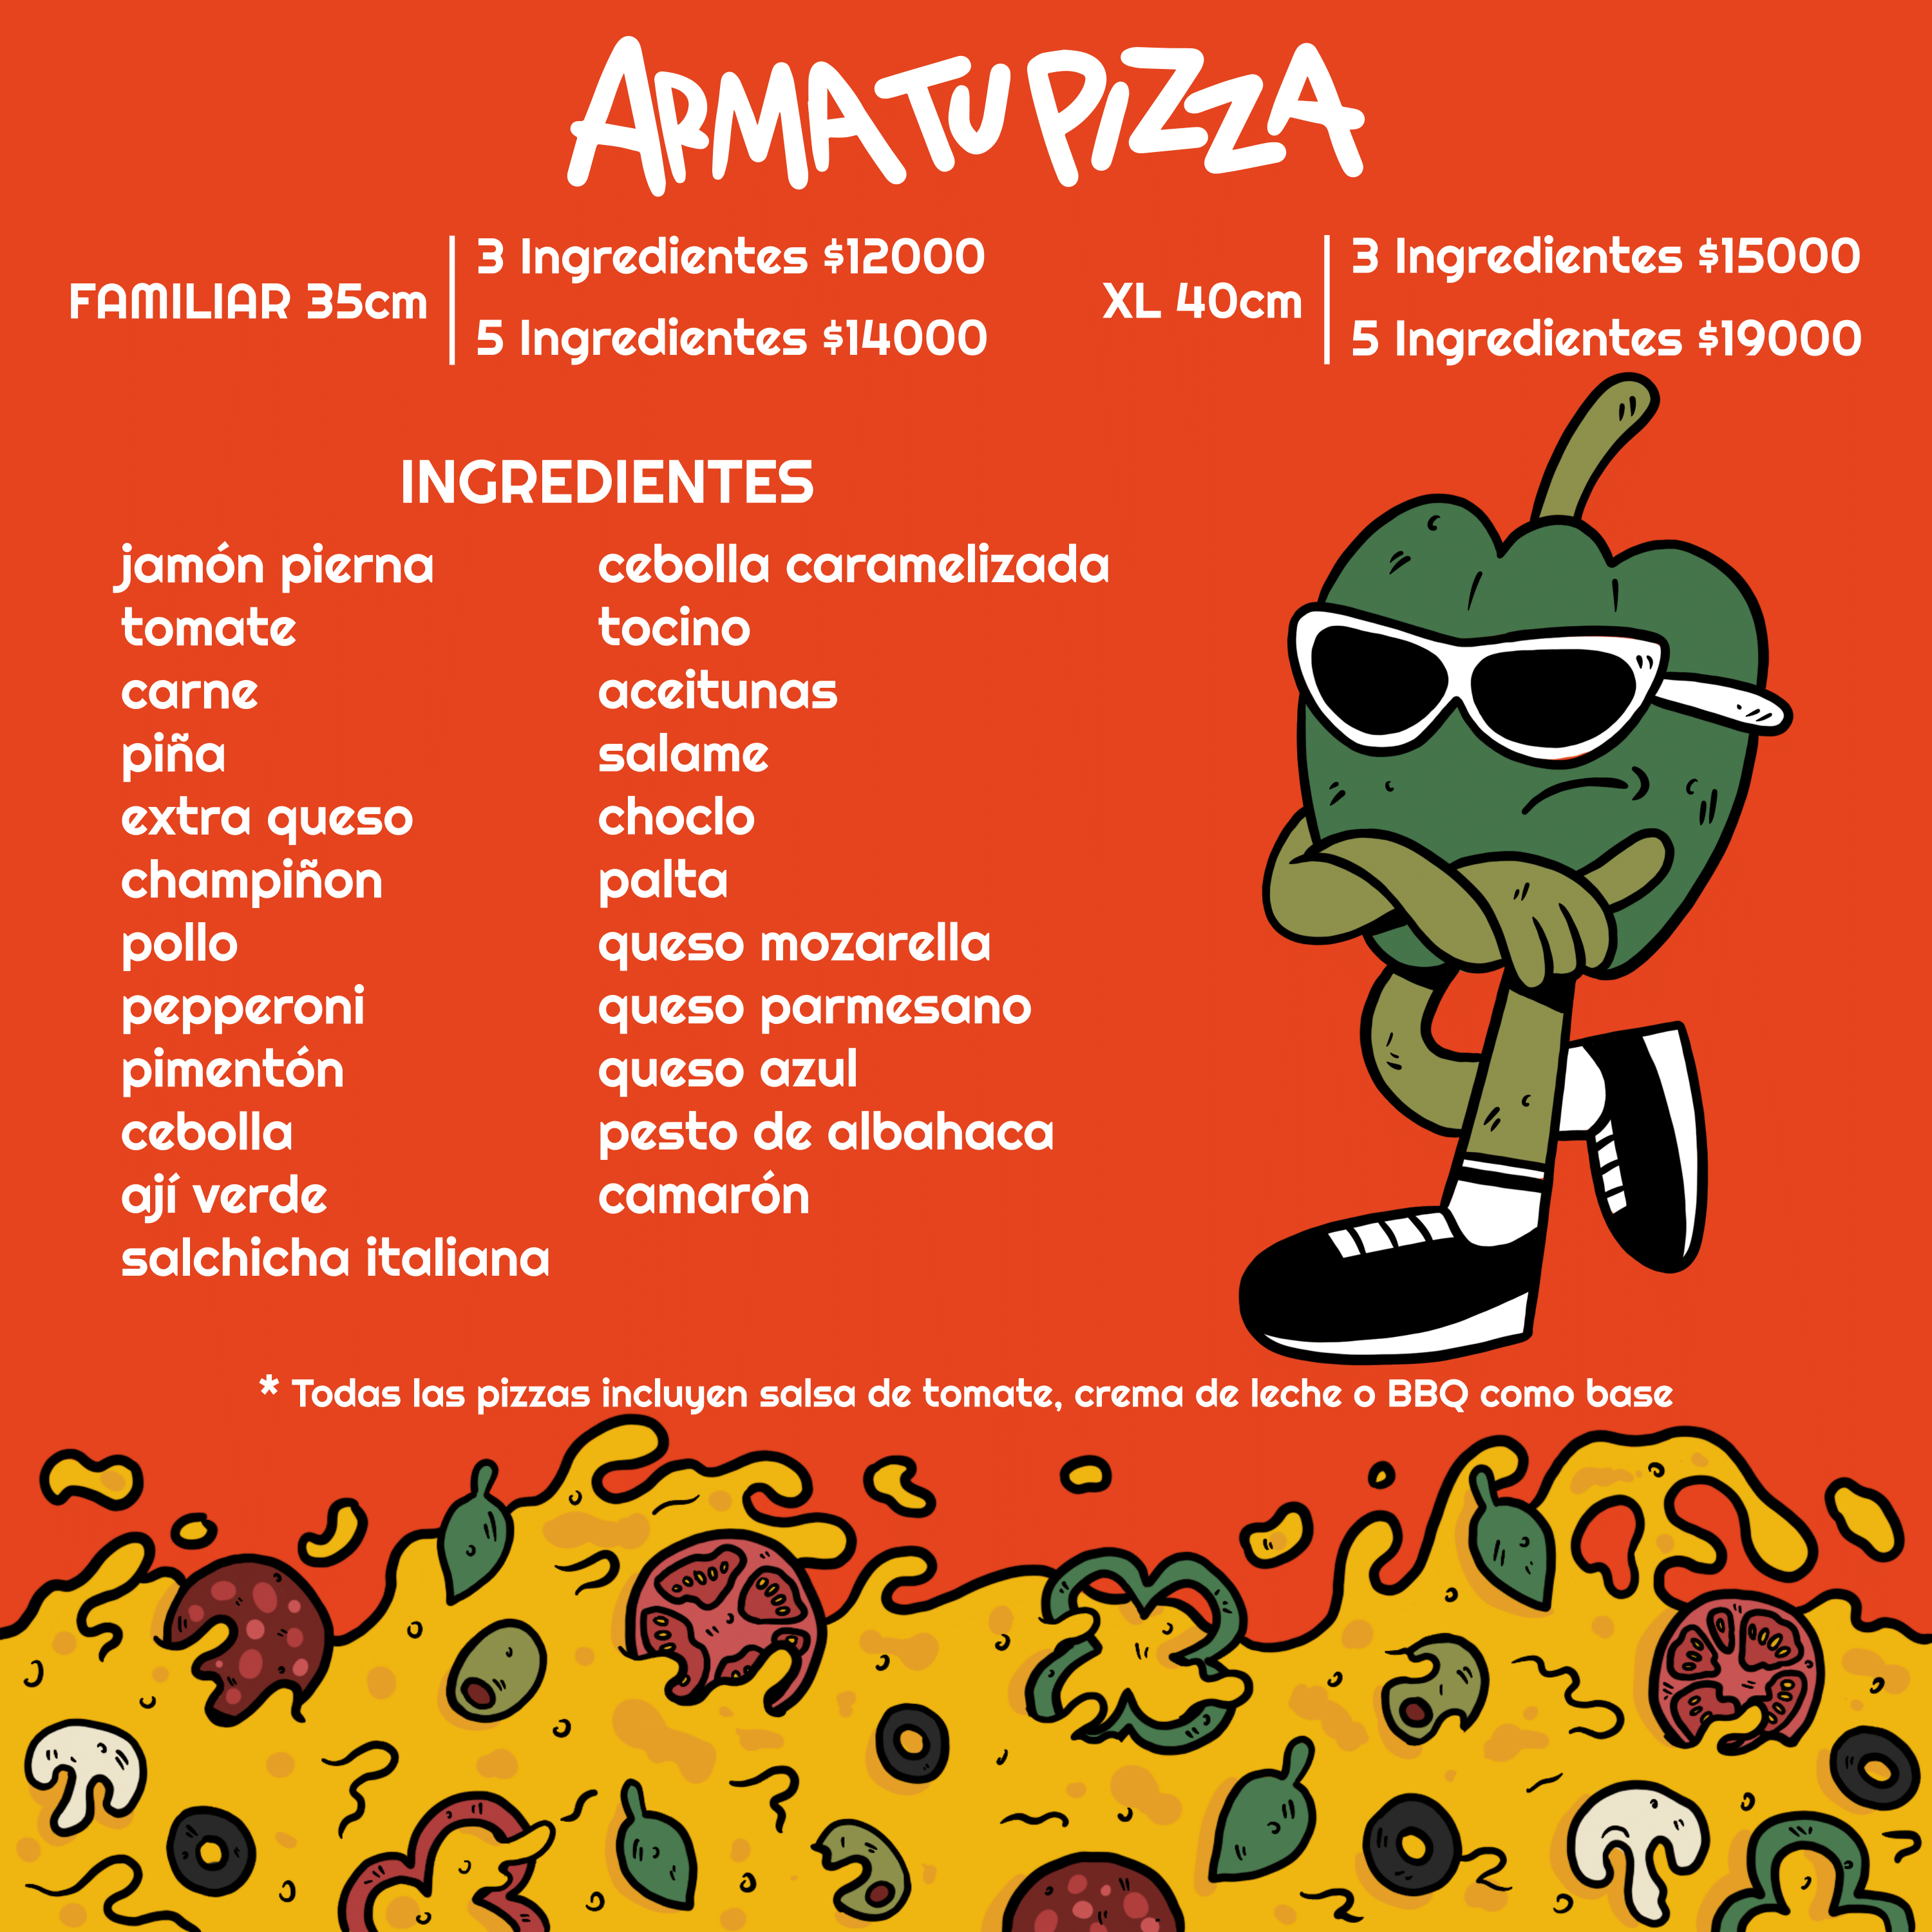 ARMA TU PIZZA
FAMILIAR 35cm
3 Ingredientes $12000
5 Ingredientes $14000
XL 40cm
3 Ingredientes $15000
5 Ingredientes $19000
INGREDIENTES
jamón pierna
tomate
carne
piña
extra queso
champiñon
pollo
pepperoni
pimentón
cebolla
ají verde
salchicha italiana
cebolla caramelizada
tocino
aceitunas
salame
choclo
palta
queso mozarella
queso parmesano
queso azul
pesto de albahaca
camarón
* Todas las pizzas incluyen salsa de tomate, crema de leche o BBQ como base